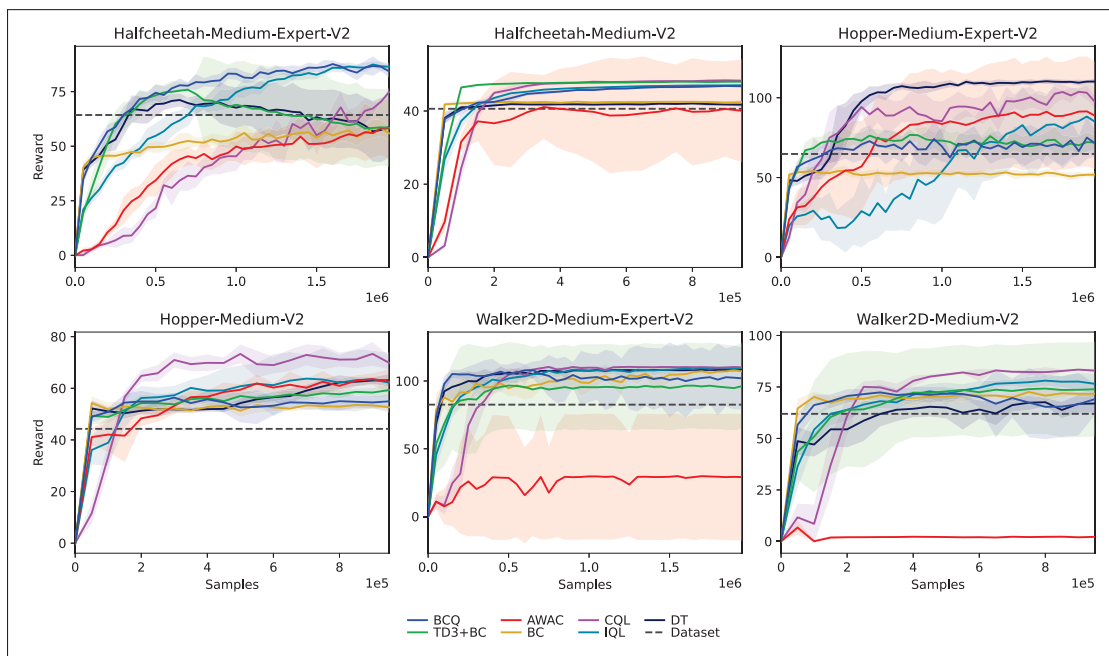 Halfcheetah-Medium-Expert-V2
Halfcheetah-Medium-V2
Hopper-Medium-Expert-V2
Reward
75
50
25
0
0.0 0.5 1.0 1.5
1e6
40
20
0
0 2 4 6 8
1e5
100
50
0
0.0 0.5 1.0 1.5
1e6
Hopper-Medium-V2
Walker2D-Medium-Expert-V2
Walker2D-Medium-V2
Reward
80
60
40
20
0
0 2 4 6 8
1e5
Samples
100
50
0
0.0 0.5 1.0 1.5
1e6
Samples
100
75
50
25
0
0 2 4 6 8
1e5
Samples
BCQ AWAC CQL DT
TD3+BC BC IQL Dataset